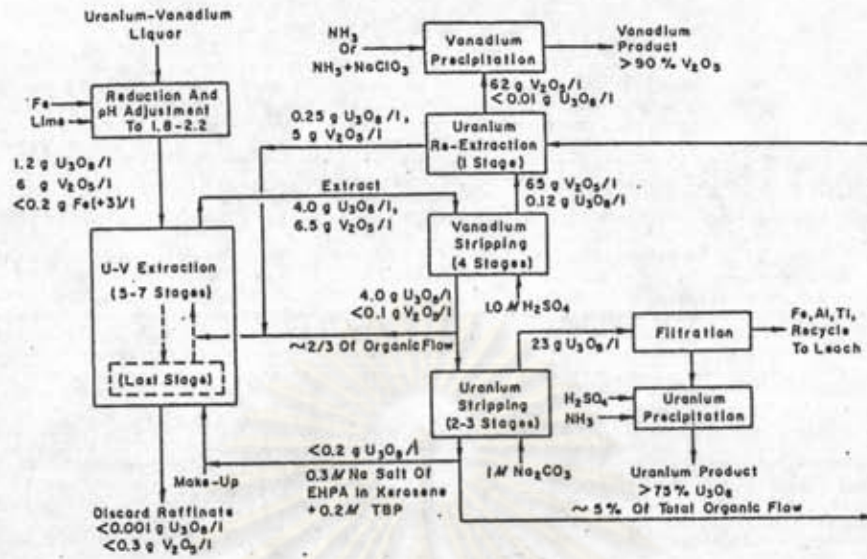 Uranium-Vanadium
Liquor
Fe
Lime
Reduction And
pH Adjustment
To 1.8-2.2
1.2 g U3O8/l
6 g V2O5/l
<0.2 g Fe(+3)/l
U-V Extraction
(5-7 Stages)
(Last Stage)
Make-Up
Discard Raffinate
<0.001 g U3O8/l
<0.3 g V2O5/l
NH3
Or
NH3+NaClO3
Vanadium
Precipitation
Vanadium
Product
>90 % V2O5
62 g V2O5/l
<0.01 g U3O8/l
0.25 g U3O8/l,
5 g V2O5/l
Uranium
Re-Extraction
(1 Stage)
65 g V2O5/l
0.12 g U3O8/l
Extract
4.0 g U3O8/l,
6.5 g V2O5/l
Vanadium
Stripping
(4 Stages)
1.0 M H2SO4
4.0 g U3O8/l
<0.1 g V2O5/l
~2/3 Of Organic Flow
Uranium
Stripping
(2-3 Stages)
1 M Na2CO3
23 g U3O8/l
Filtration
Fe, Al, Ti,
Recycle
To Leach
H2SO4
NH3
Uranium
Precipitation
Uranium Product
>75% U3O8
~5% Of Total Organic Flow
<0.2 g U3O8/l
0.3 M Na Salt Of
EHPA In Kerosene
+0.2 M TBP